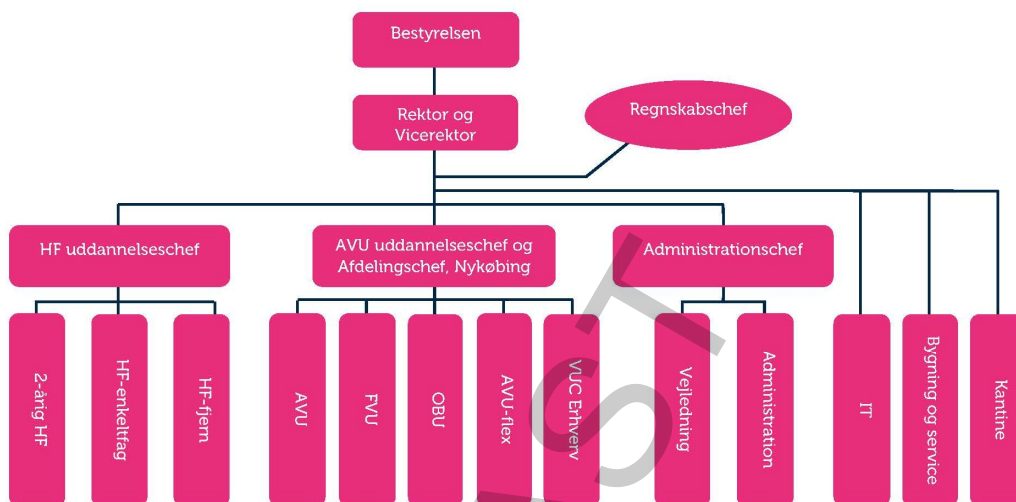 Bestyrelsen
Rektor og
Vicerektor
Regnskabschef
HF uddannelseschef
AVU uddannelseschef og
Afdelingschef, Nykøbing
Administrationschef
2-årig HF
HF-enkeltfag
HF-fjern
AVU
FVU
OBU
AVU-flex
VUC Erhverv
Vejledning
Administration
IT
Bygning og service
Kantine